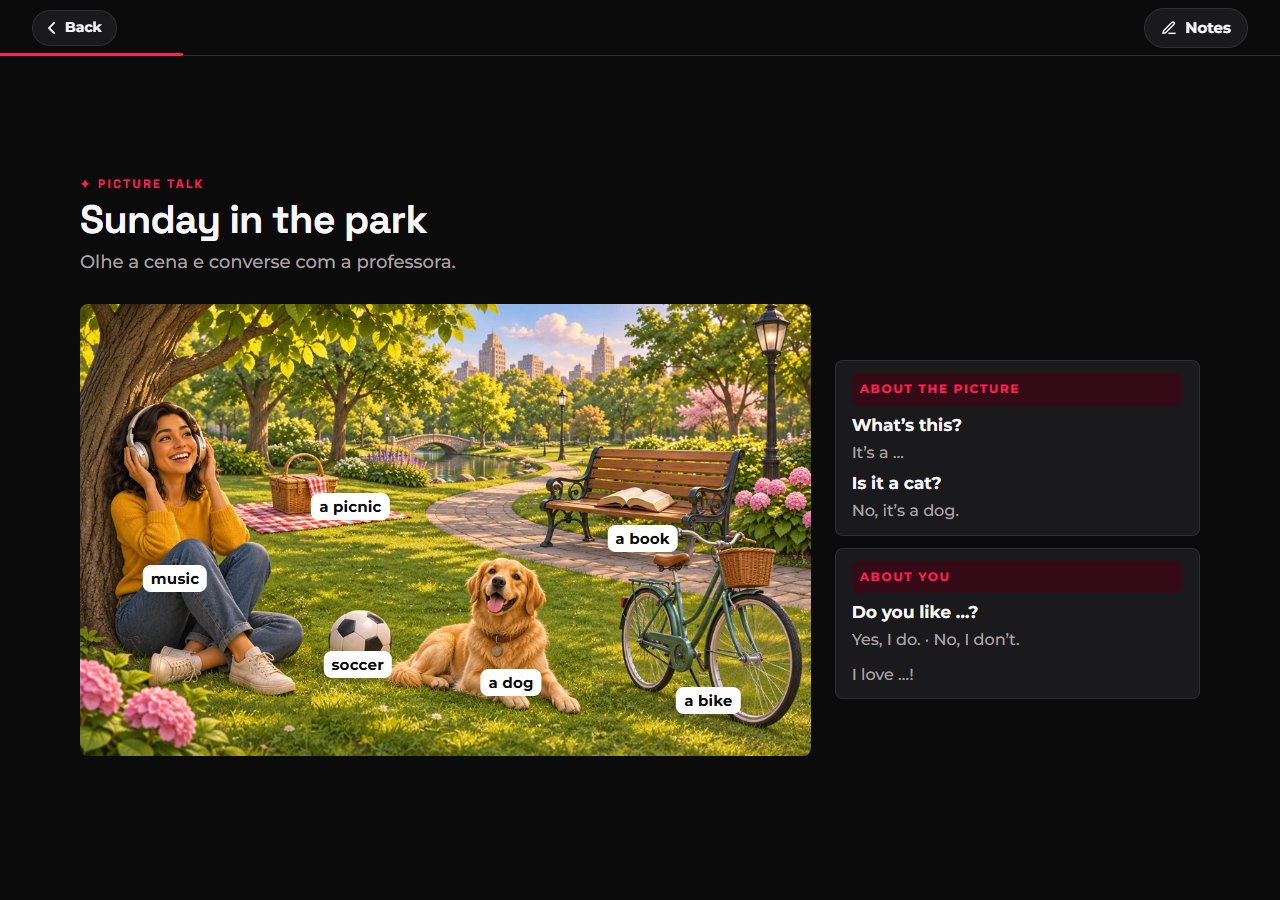 Back
Notes
✦ PICTURE TALK
Sunday in the park
Olhe a cena e converse com a professora.
a picnic
a book
music
soccer
a dog
a bike
ABOUT THE PICTURE
What's this?
It's a ...
Is it a cat?
No, it's a dog.
ABOUT YOU
Do you like ...?
Yes, I do. · No, I don't.
I love ...!